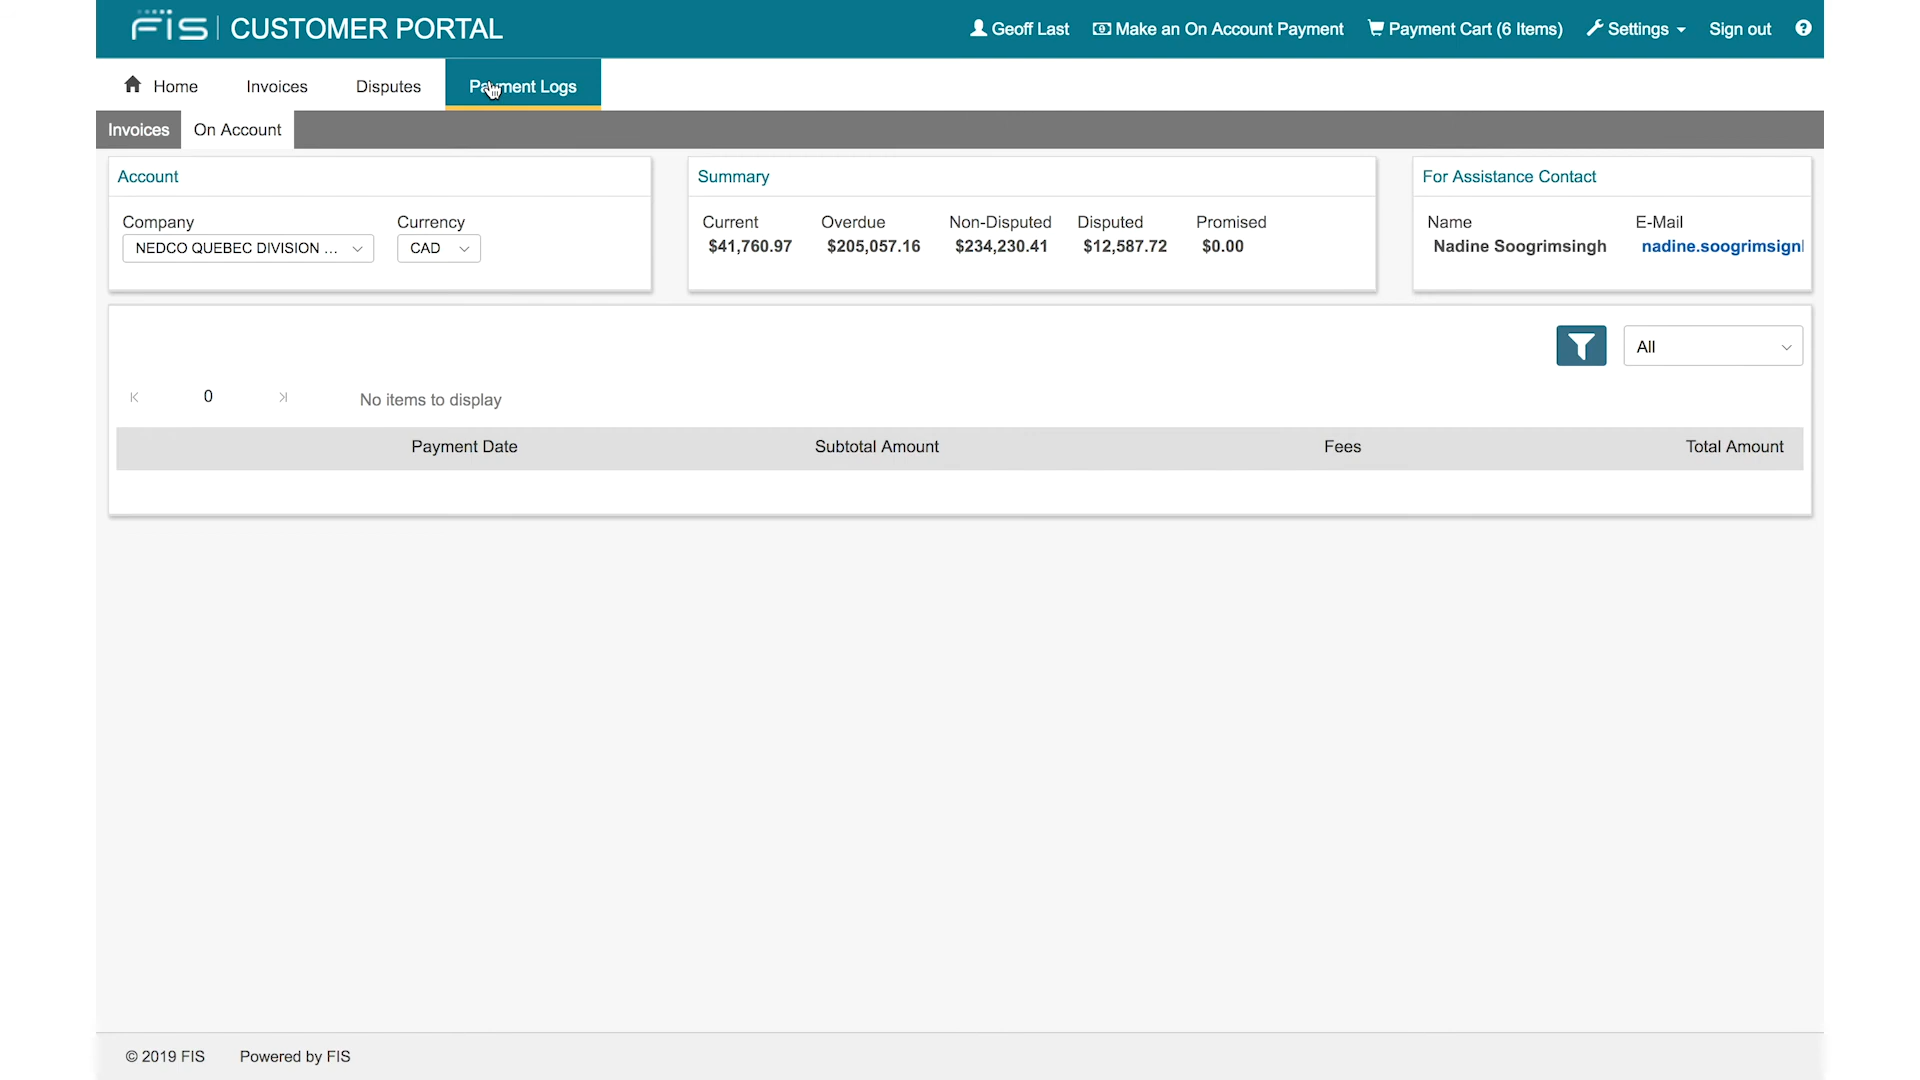 FIS CUSTOMER PORTAL
Geoff Last Make an On Account Payment Payment Cart (6 Items) Settings Sign out ?
Home Invoices Disputes Payment Logs
Invoices On Account
Account
Company Currency
NEDCO QUEBEC DIVISION ... CAD
Summary
Current Overdue Non-Disputed Disputed Promised
$41,760.97 $205,057.16 $234,230.41 $12,587.72 $0.00
For Assistance Contact
Name E-Mail
Nadine Soogrimsingh nadine.soogrimsign
All
0 No items to display
Payment Date Subtotal Amount Fees Total Amount
© 2019 FIS Powered by FIS